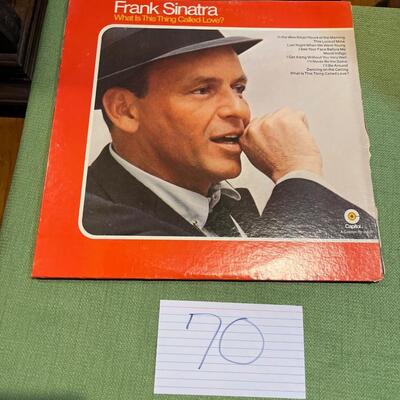 Frank Sinatra
What Is This Thing Called Love?
In the Wee Small Hours of the Morning
This Love of Mine
Last Night When We Were Young
I See Your Face Before Me
Mood Indigo
I Get Along Without You Very Well
I'll Never Be the Same
I'll Be Around
Dancing on the Ceiling
What Is This Thing Called Love?
Capitol
70